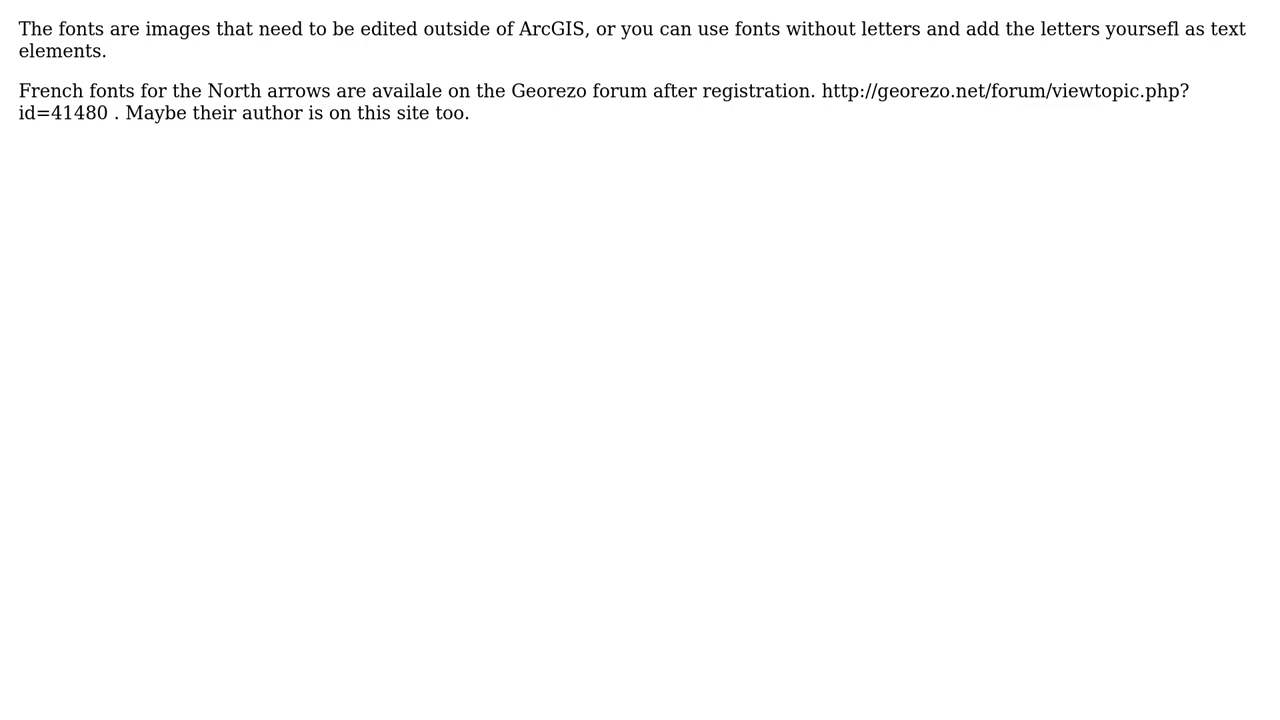 The fonts are images that need to be edited outside of ArcGIS, or you can use fonts without letters and add the letters yoursefl as text
elements.
French fonts for the North arrows are availale on the Georezo forum after registration. http://georezo.net/forum/viewtopic.php?
id=41480 . Maybe their author is on this site too.